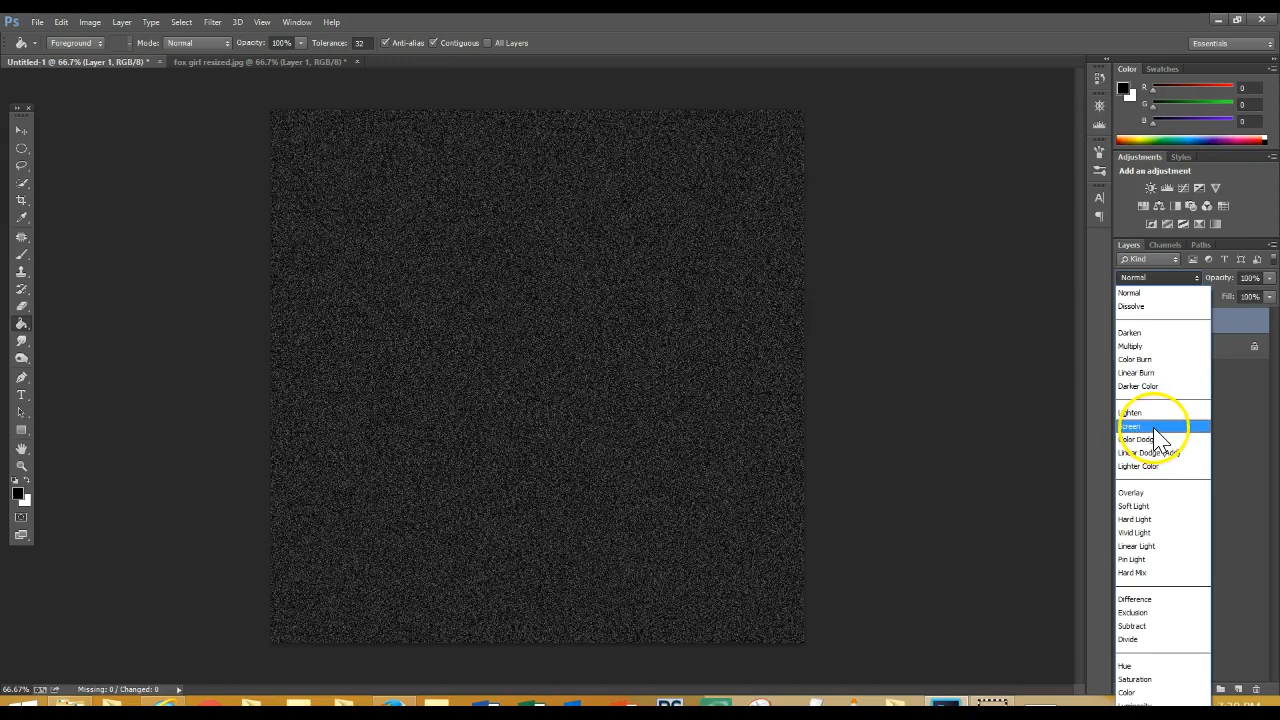 Ps File Edit Image Layer Type Select Filter 3D View Window Help
Foreground Mode: Normal Opacity: 100% Tolerance: 32 Anti-alias Contiguous All Layers Essentials
Untitled-1 @ 66.7% (Layer 1, RGB/8) * × fox girl resized.jpg @ 66.7% (Layer 1, RGB/8) * ×
Color Swatches
R 0
G 0
B 0
Adjustments Styles
Add an adjustment
Layers Channels Paths
Kind
Normal Opacity: 100%
Fill: 100%
Normal
Dissolve
Darken
Multiply
Color Burn
Linear Burn
Darker Color
Lighten
Screen
Color Dodge
Linear Dodge (Add)
Lighter Color
Overlay
Soft Light
Hard Light
Vivid Light
Linear Light
Pin Light
Hard Mix
Difference
Exclusion
Subtract
Divide
Hue
Saturation
Color
66.67% Missing: 0 / Changed: 0